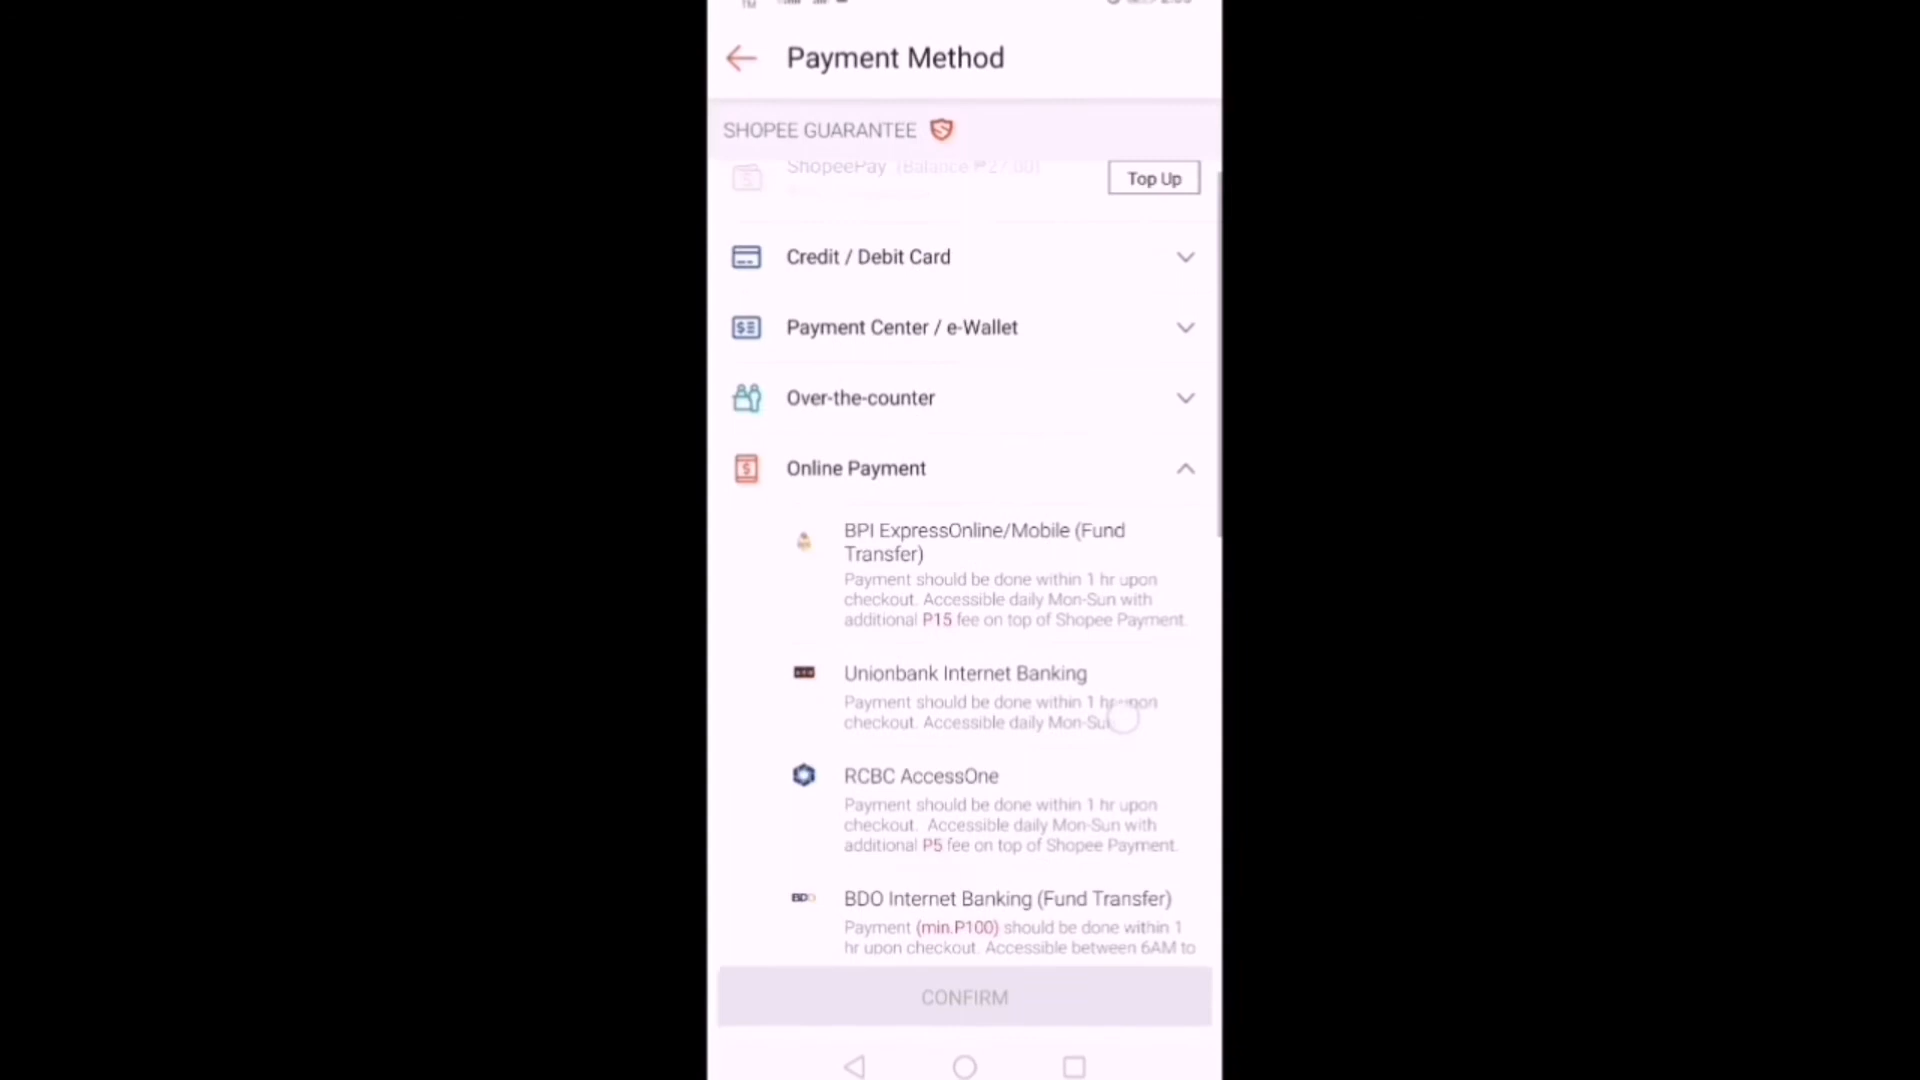 Payment Method
SHOPEE GUARANTEE
ShopeePay (Balance ₱27.00)
Top Up
Credit / Debit Card
Payment Center / e-Wallet
Over-the-counter
Online Payment
BPI ExpressOnline/Mobile (Fund
Transfer)
Payment should be done within 1 hr upon
checkout. Accessible daily Mon-Sun with
additional P15 fee on top of Shopee Payment.
Unionbank Internet Banking
Payment should be done within 1 hr upon
checkout. Accessible daily Mon-Sun
RCBC AccessOne
Payment should be done within 1 hr upon
checkout. Accessible daily Mon-Sun with
additional P5 fee on top of Shopee Payment.
BDO
BDO Internet Banking (Fund Transfer)
Payment (min.P100) should be done within 1
hr upon checkout. Accessible between 6AM to
CONFIRM